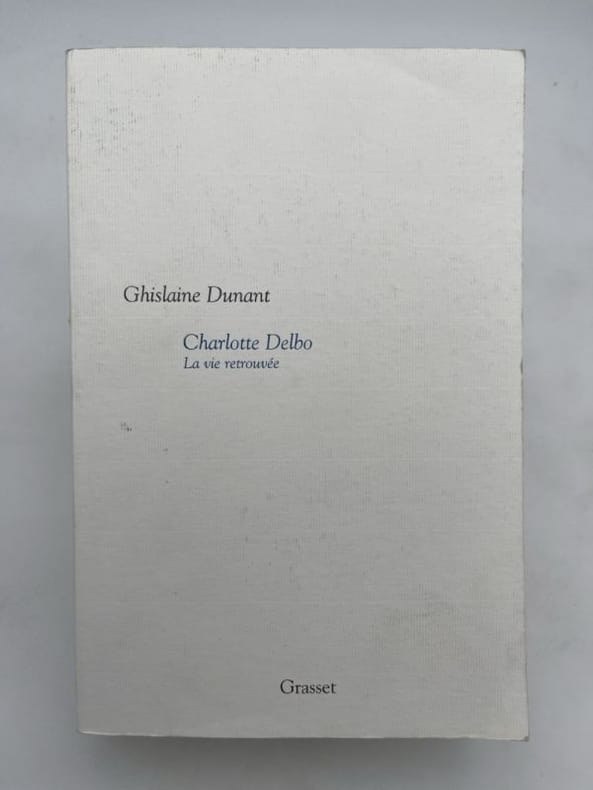 Ghislaine Dunant
Charlotte Delbo
La vie retrouvée
Grasset